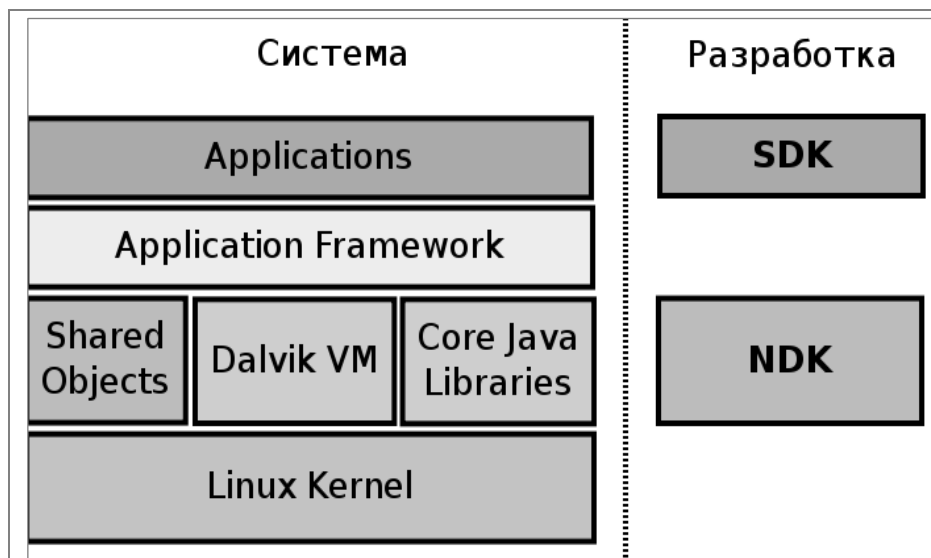 Система
Разработка
Applications
SDK
Application Framework
Shared
Objects
Dalvik VM
Core Java
Libraries
NDK
Linux Kernel